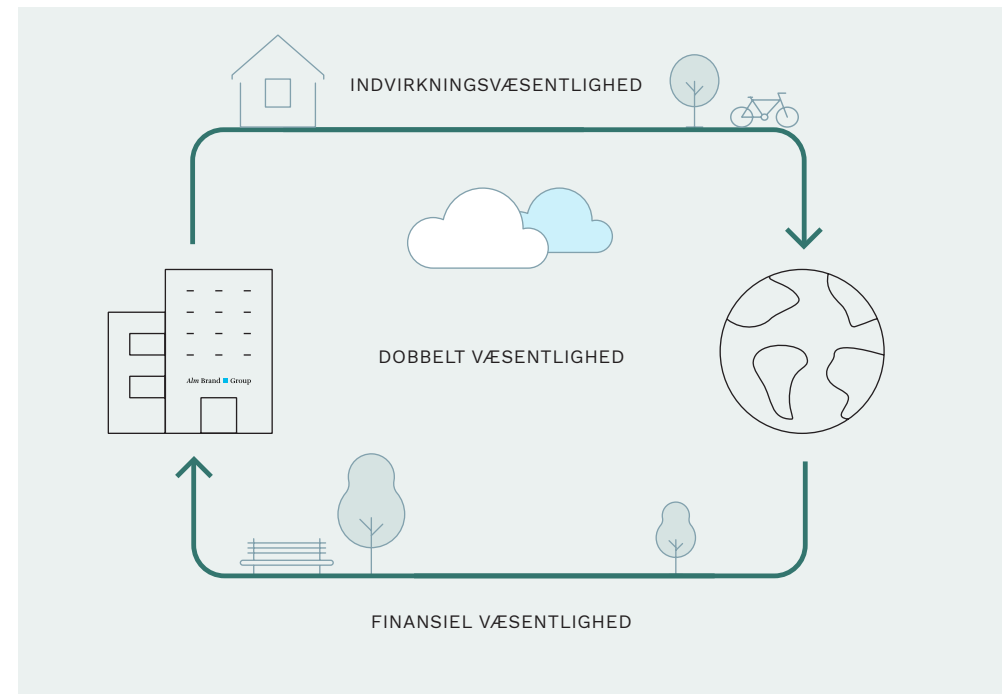 INDVIRKNINGSVÆSENTLIGHED
DOBBELT VÆSENTLIGHED
Alm Brand Group
FINANSIEL VÆSENTLIGHED